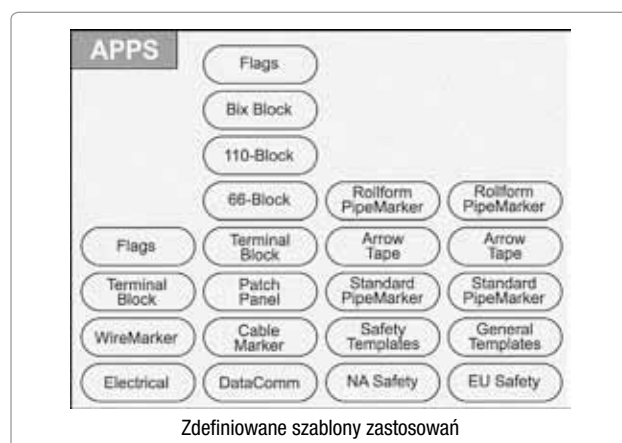 APPS
Flags
Bix Block
110-Block
66-Block
Rollform
PipeMarker
Rollform
PipeMarker
Flags
Terminal
Block
Arrow
Tape
Arrow
Tape
Terminal
Block
Patch
Panel
Standard
PipeMarker
Standard
PipeMarker
WireMarker
Cable
Marker
Safety
Templates
General
Templates
Electrical
DataComm
NA Safety
EU Safety
Zdefiniowane szablony zastosowań